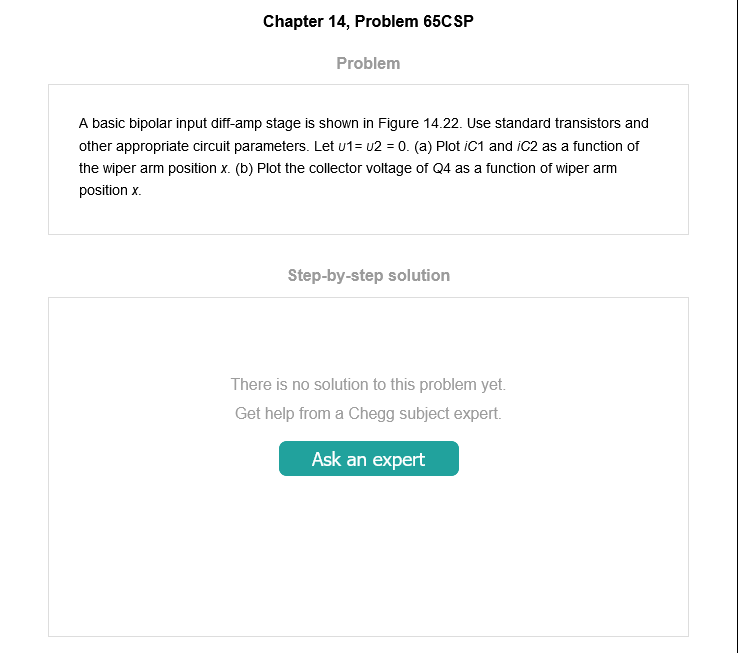 Chapter 14, Problem 65CSP
Problem
A basic bipolar input diff-amp stage is shown in Figure 14.22. Use standard transistors and
other appropriate circuit parameters. Let υ1= υ2 = 0. (a) Plot iC1 and iC2 as a function of
the wiper arm position x. (b) Plot the collector voltage of Q4 as a function of wiper arm
position x.
Step-by-step solution
There is no solution to this problem yet.
Get help from a Chegg subject expert.
Ask an expert